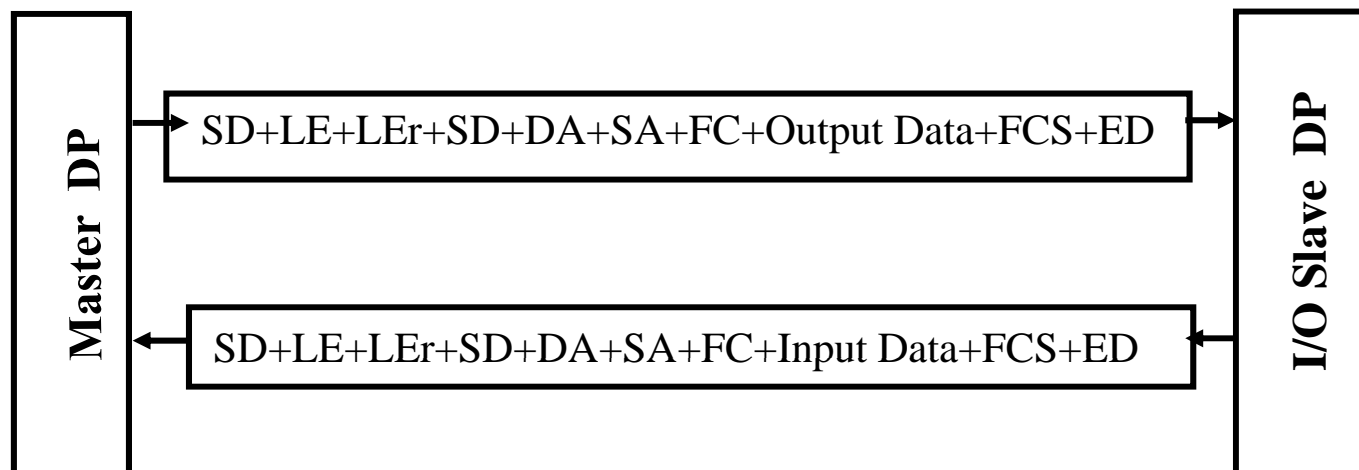 Master DP
SD+LE+LEr+SD+DA+SA+FC+Output Data+FCS+ED
SD+LE+LEr+SD+DA+SA+FC+Input Data+FCS+ED
I/O Slave DP